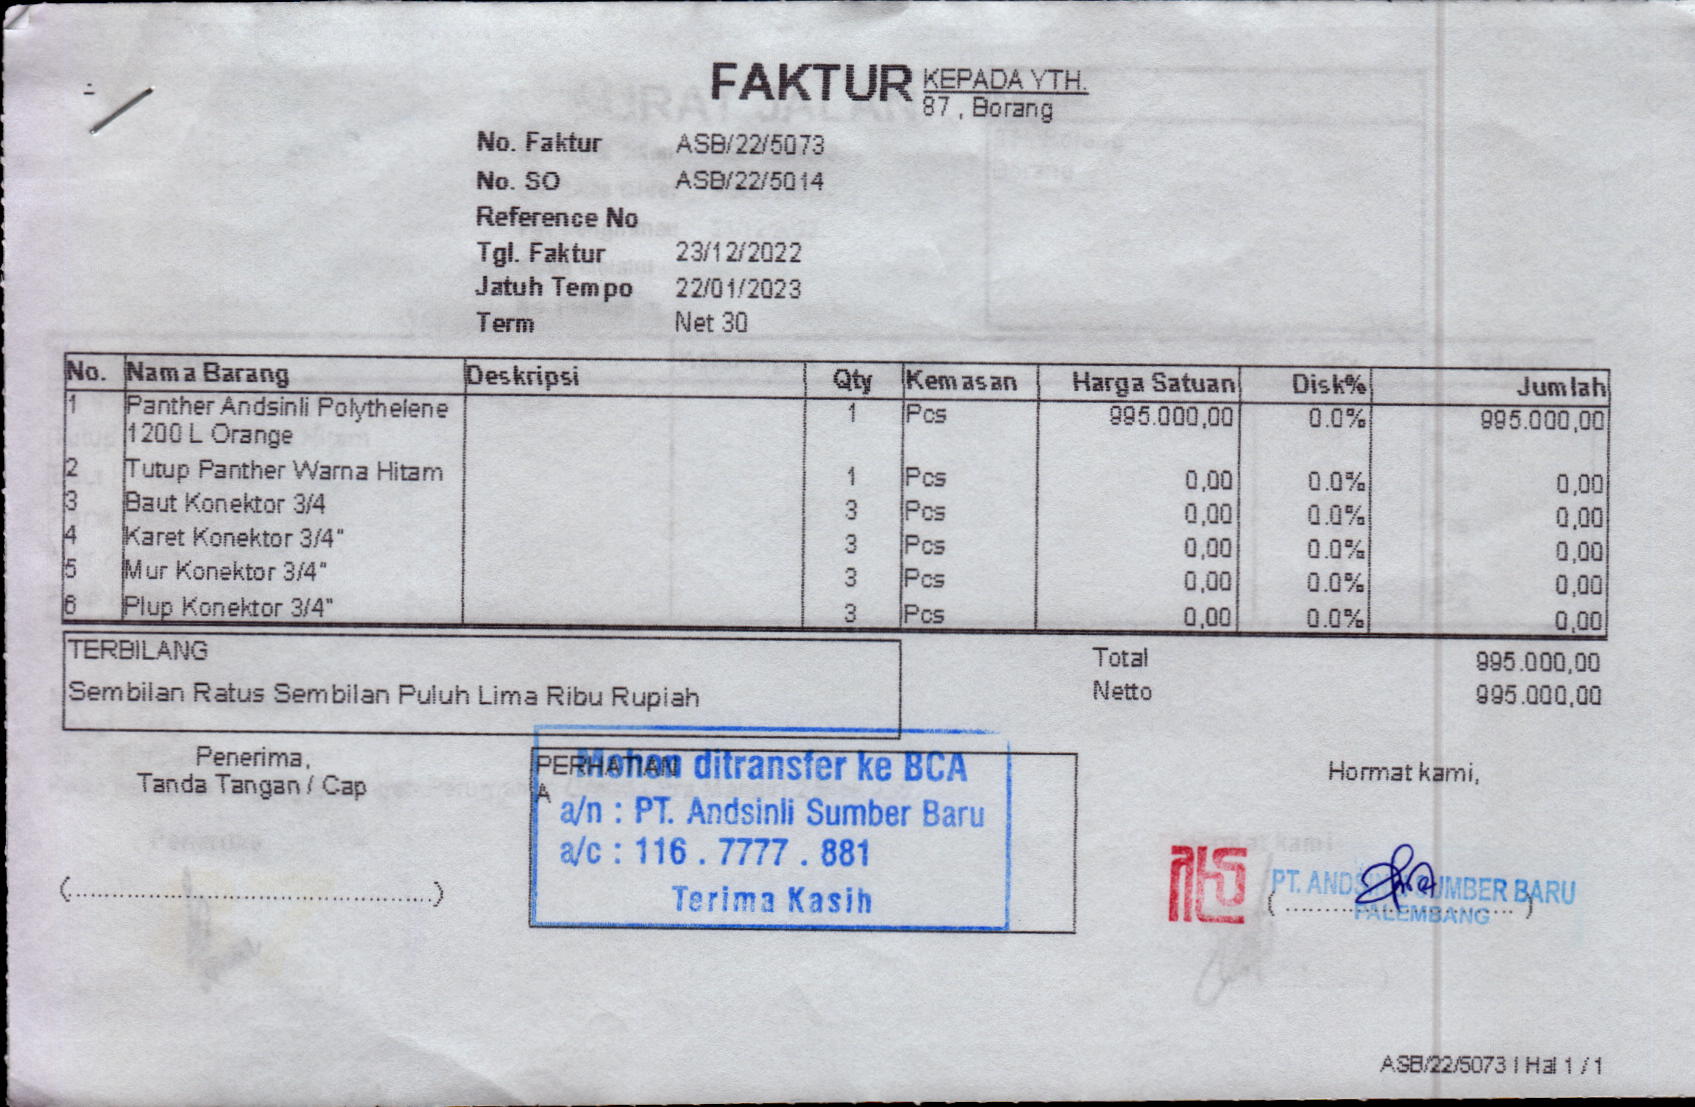 FAKTUR
KEPADA YTH.
87 , Borang
No. Faktur ASB/22/5073
No. SO ASB/22/5014
Reference No
Tgl. Faktur 23/12/2022
Jatuh Tempo 22/01/2023
Term Net 30
No. Nama Barang Deskripsi Qty Kemasan Harga Satuan Disk% Jumlah
1 Panther Andsinli Polythelene 1 Pcs 995.000,00 0.0% 995.000,00
1200 L Orange
2 Tutup Panther Warna Hitam 1 Pcs 0,00 0.0% 0,00
3 Baut Konektor 3/4 3 Pcs 0,00 0.0% 0,00
4 Karet Konektor 3/4" 3 Pcs 0,00 0.0% 0,00
5 Mur Konektor 3/4" 3 Pcs 0,00 0.0% 0,00
6 Plup Konektor 3/4" 3 Pcs 0,00 0.0% 0,00
TERBILANG
Sembilan Ratus Sembilan Puluh Lima Ribu Rupiah
Total 995.000,00
Netto 995.000,00
Penerima,
Tanda Tangan / Cap
(................................................)
PERHATIAN
A
Mohon ditransfer ke BCA
a/n : PT. Andsinli Sumber Baru
a/c : 116 . 7777 . 881
Terima Kasih
Hormat kami,
PT. ANDSINLI SUMBER BARU
PALEMBANG
ASB/22/5073 | Hal 1 / 1